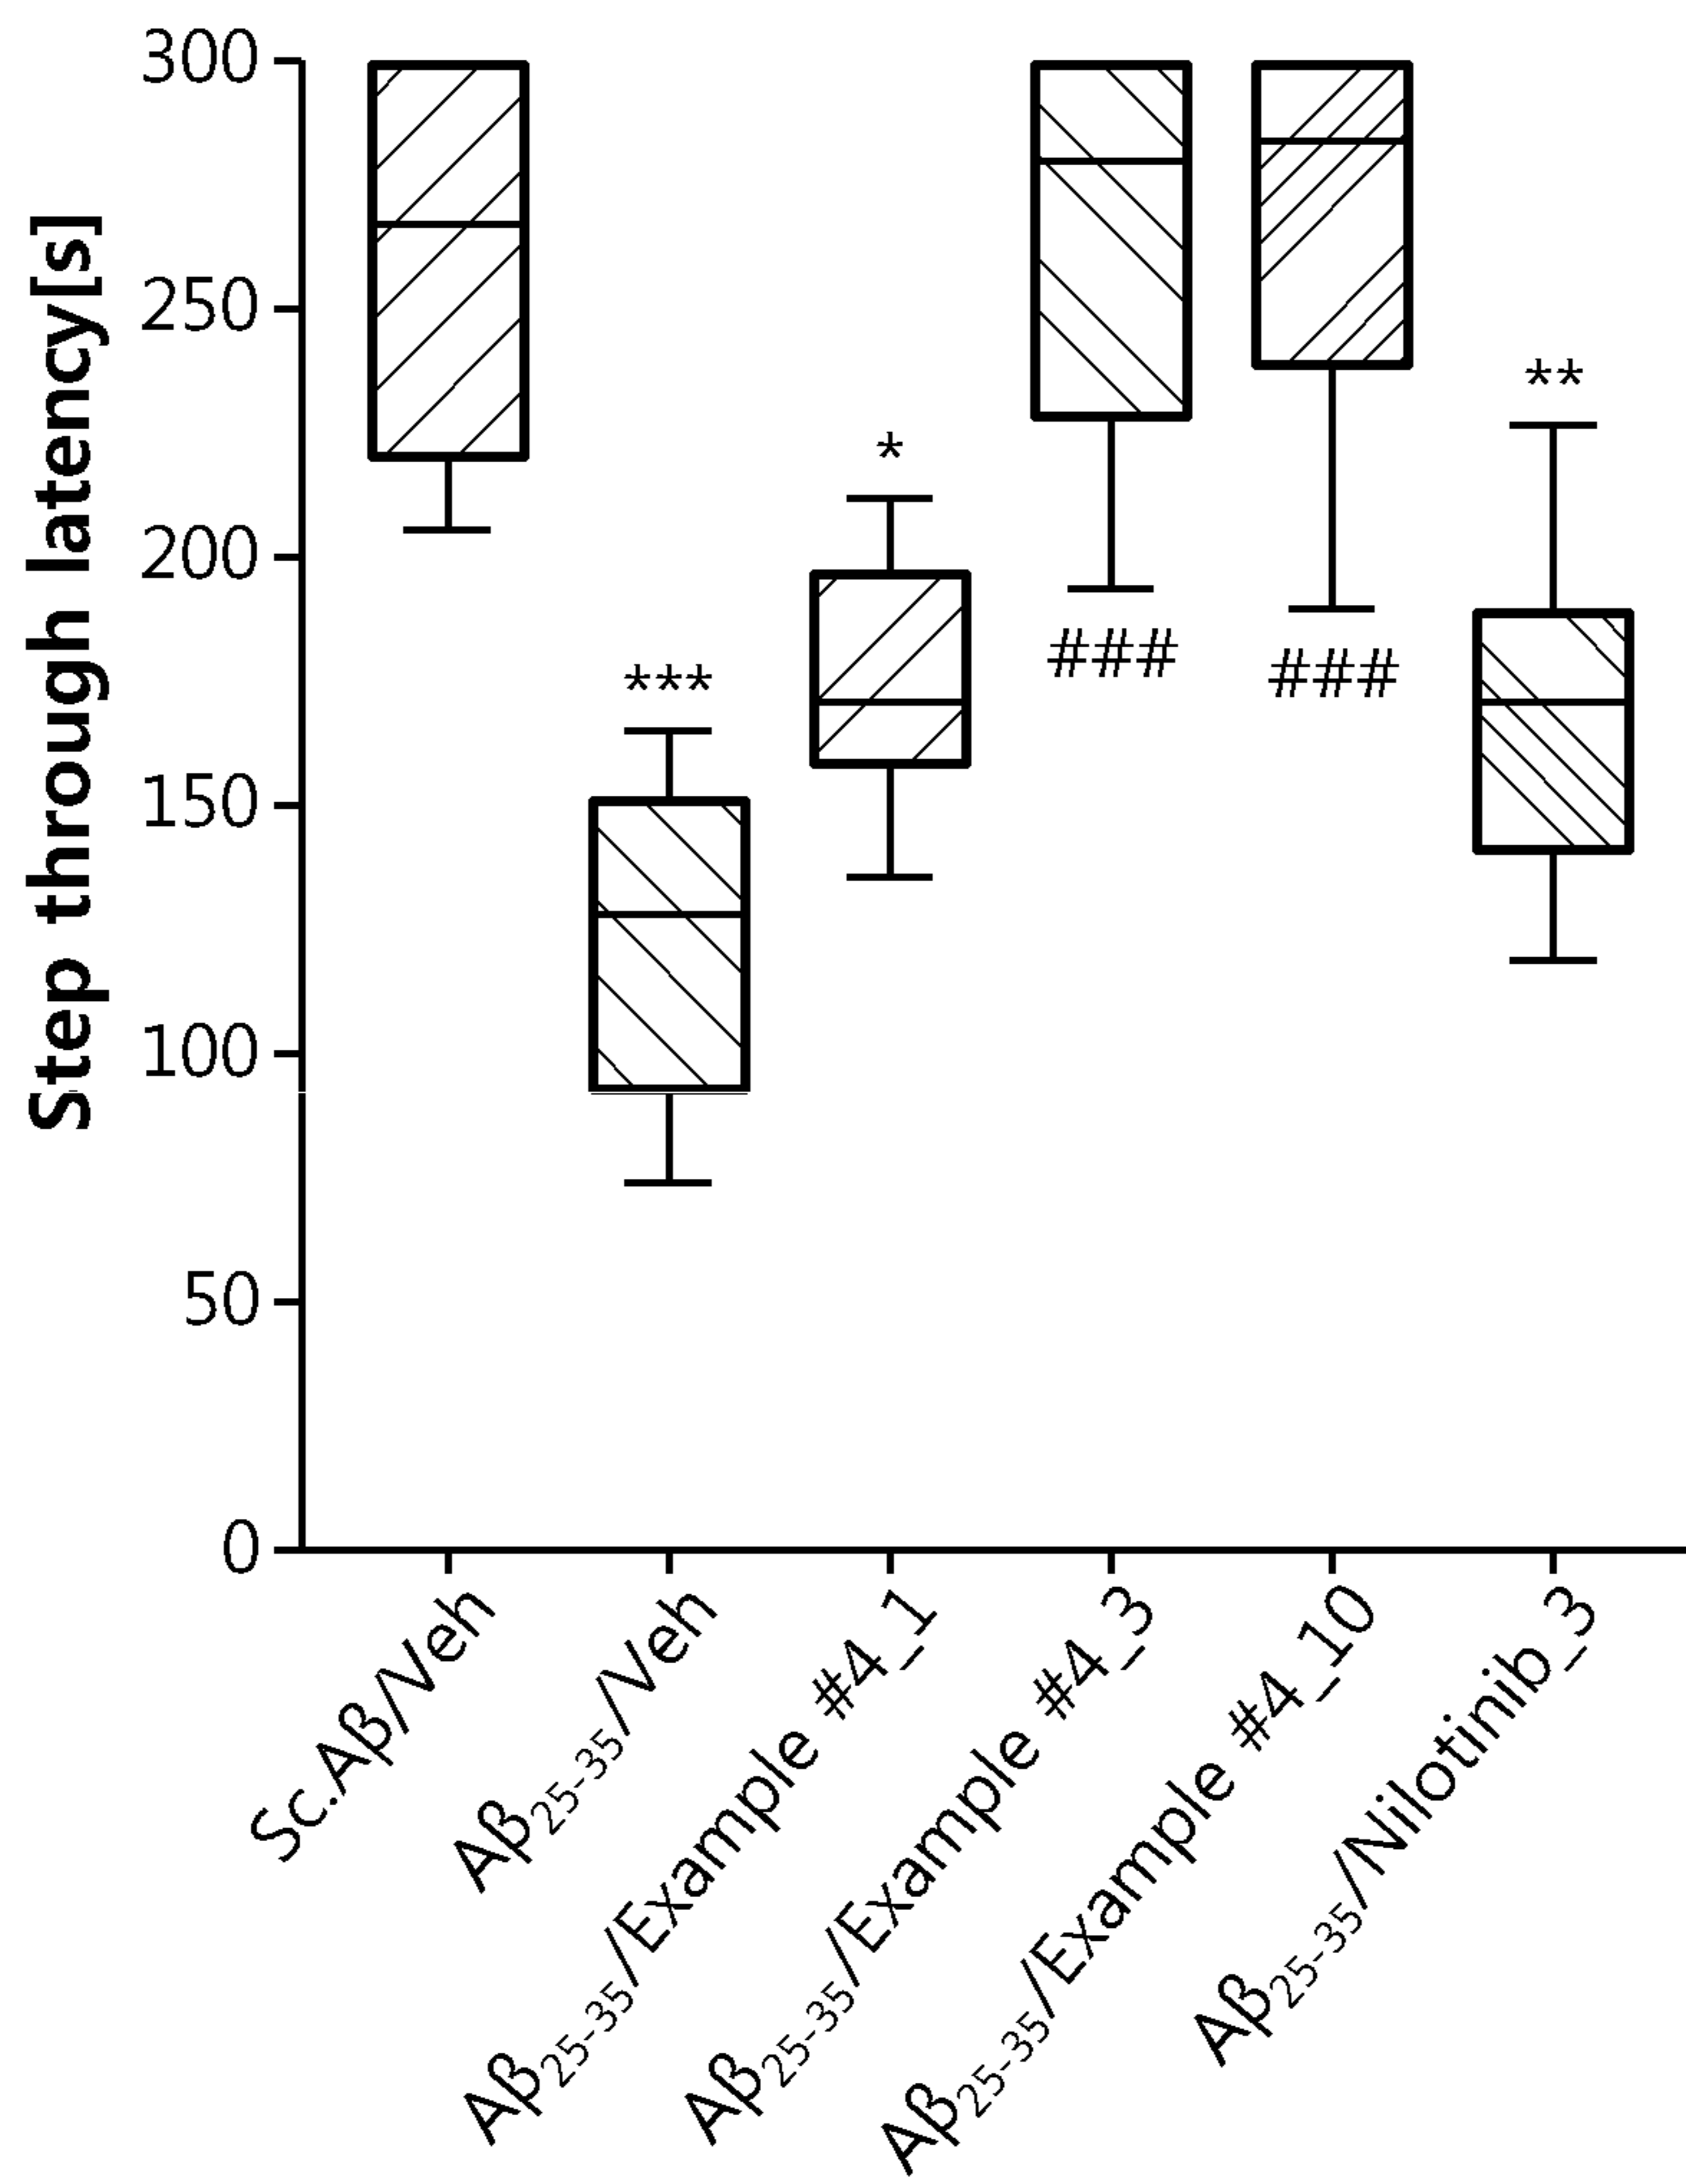 Step through latency[s]
300
250
200
150
100
50
0
***
*
###
###
**
Sc.Aβ/Veh
Aβ25-35/Veh
Aβ25-35/Example #4_1
Aβ25-35/Example #4_3
Aβ25-35/Example #4_10
Aβ25-35/Nilotinib_3